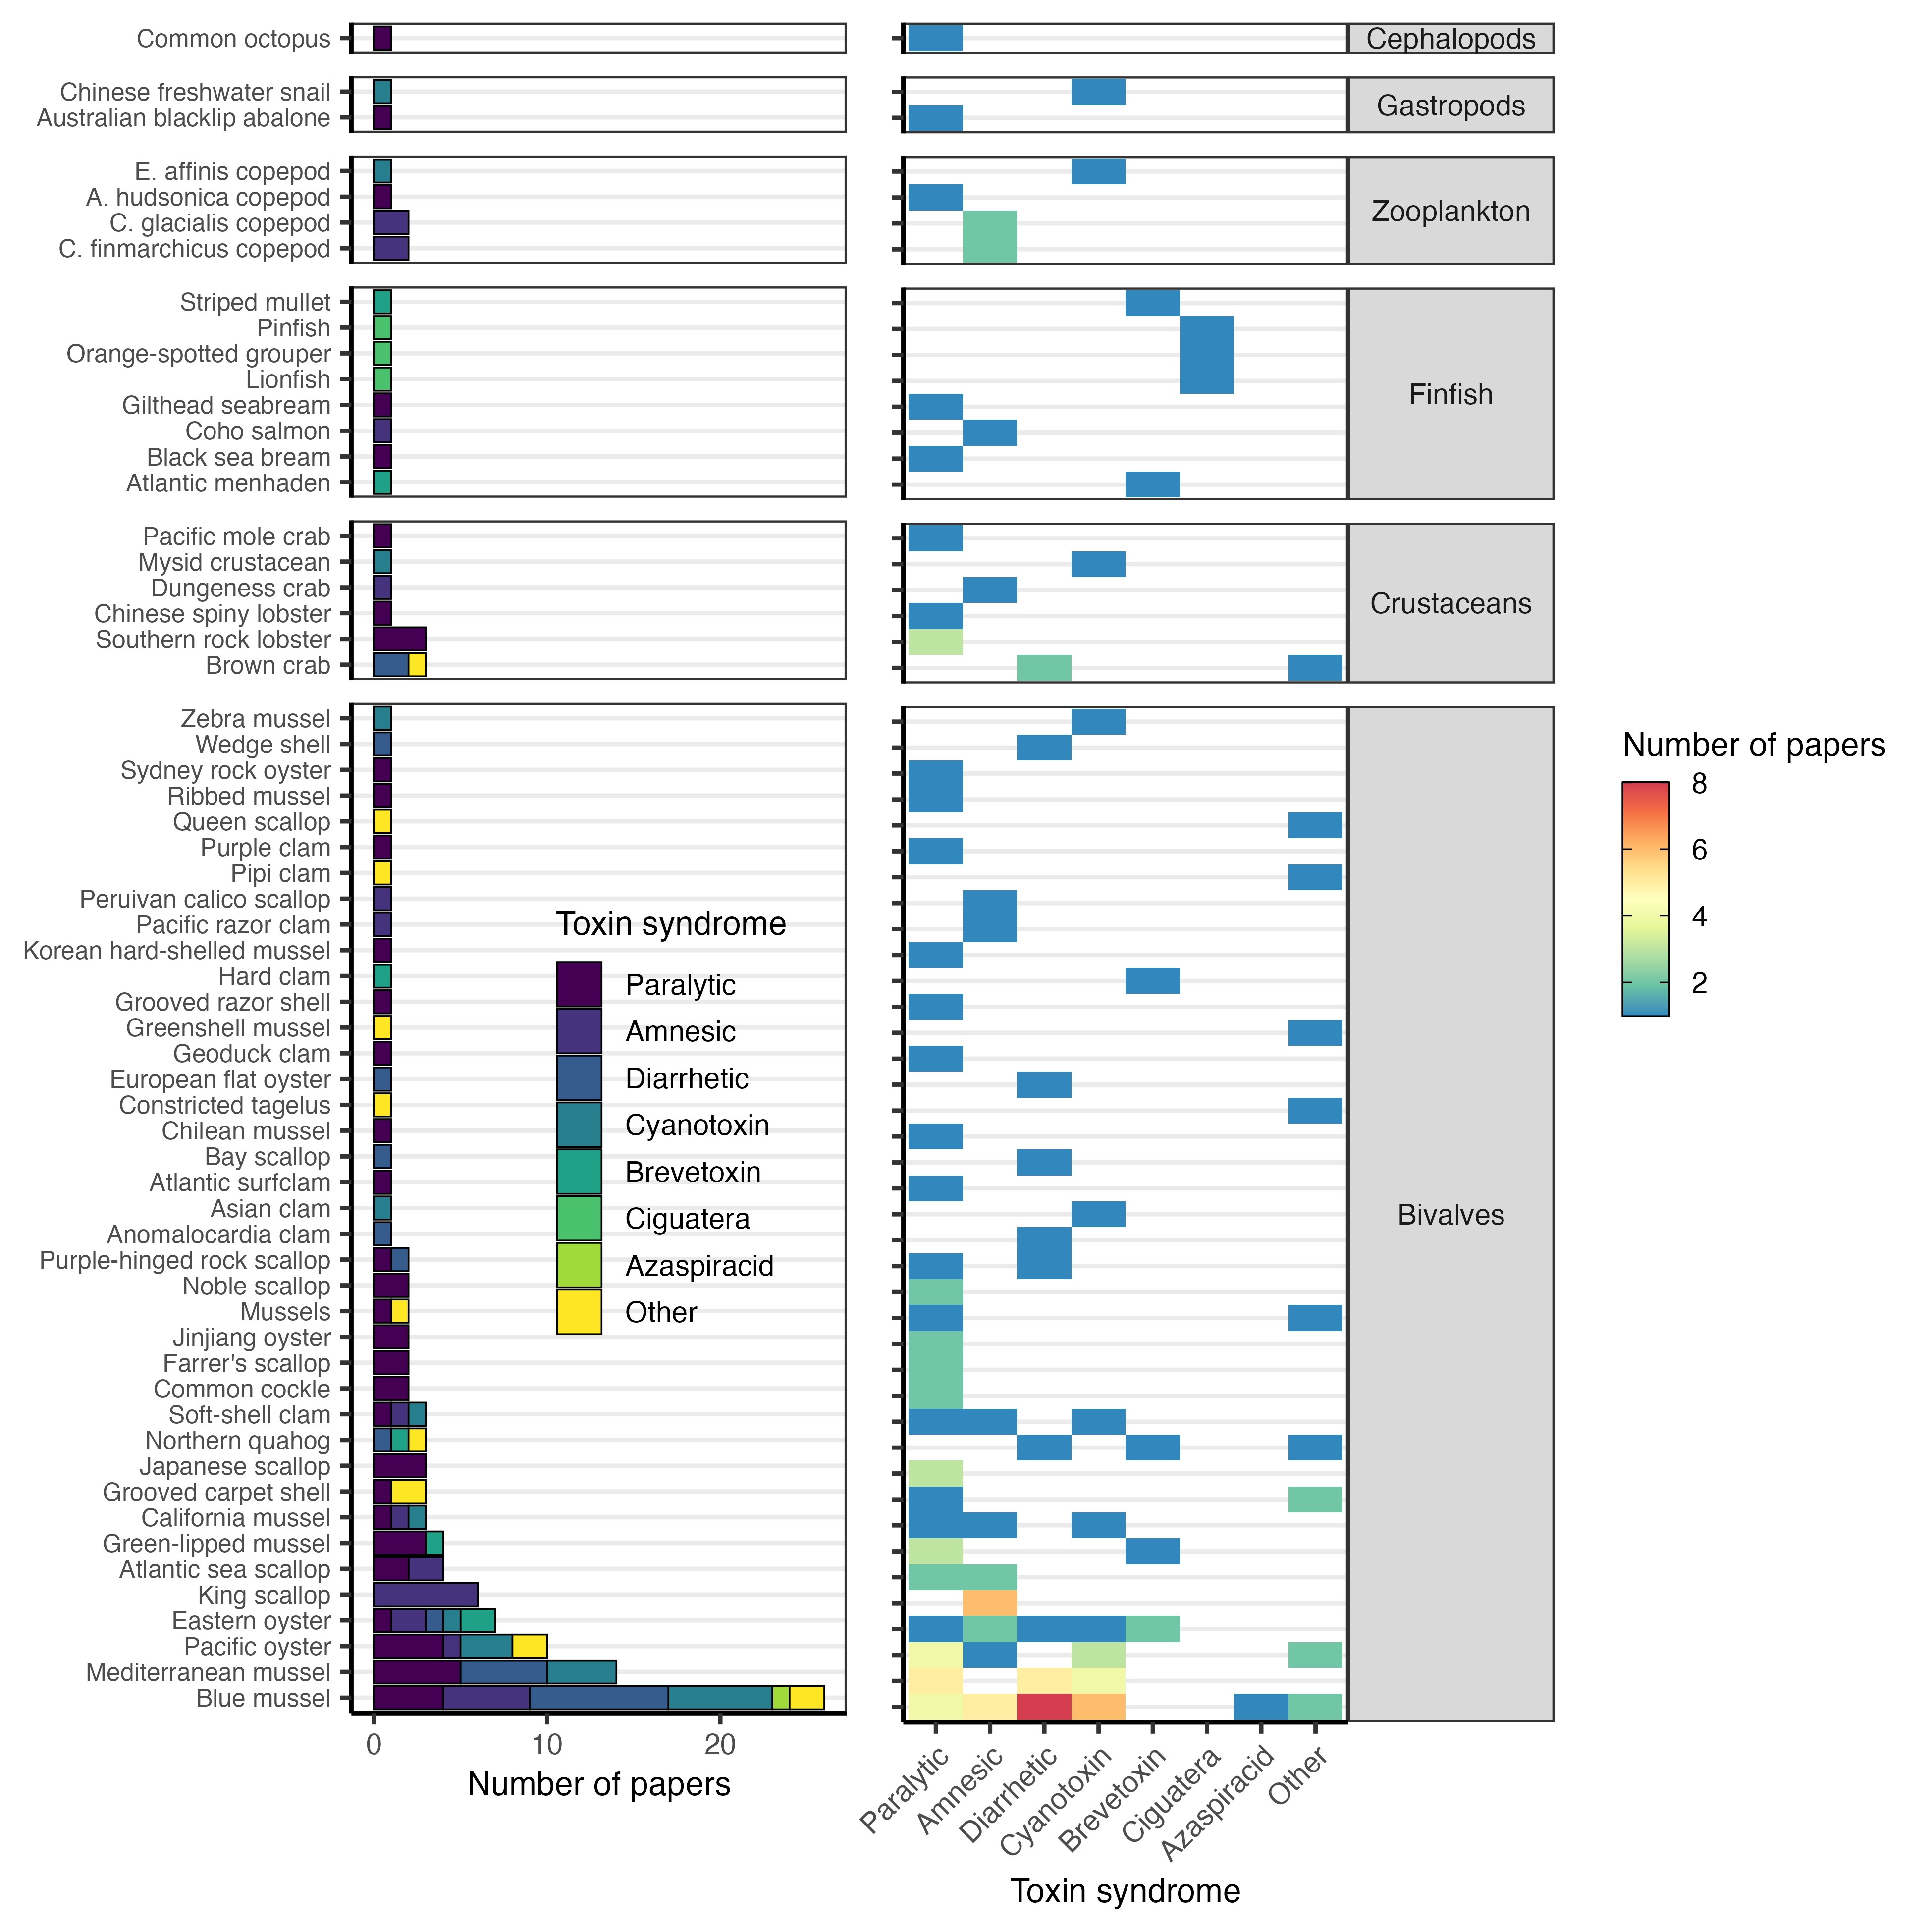 Common octopus
Cephalopods
Chinese freshwater snail
Australian blacklip abalone
Gastropods
E. affinis copepod
A. hudsonica copepod
C. glacialis copepod
C. finmarchicus copepod
Zooplankton
Striped mullet
Pinfish
Orange-spotted grouper
Lionfish
Gilthead seabream
Coho salmon
Black sea bream
Atlantic menhaden
Finfish
Pacific mole crab
Mysid crustacean
Dungeness crab
Chinese spiny lobster
Southern rock lobster
Brown crab
Crustaceans
Zebra mussel
Wedge shell
Sydney rock oyster
Ribbed mussel
Queen scallop
Purple clam
Pipi clam
Peruivan calico scallop
Pacific razor clam
Korean hard-shelled mussel
Hard clam
Grooved razor shell
Greenshell mussel
Geoduck clam
European flat oyster
Constricted tagelus
Chilean mussel
Bay scallop
Atlantic surfclam
Asian clam
Anomalocardia clam
Purple-hinged rock scallop
Noble scallop
Mussels
Jinjiang oyster
Farrer's scallop
Common cockle
Soft-shell clam
Northern quahog
Japanese scallop
Grooved carpet shell
California mussel
Green-lipped mussel
Atlantic sea scallop
King scallop
Eastern oyster
Pacific oyster
Mediterranean mussel
Blue mussel
Bivalves
0 10 20
Number of papers
Toxin syndrome
Paralytic
Amnesic
Diarrhetic
Cyanotoxin
Brevetoxin
Ciguatera
Azaspiracid
Other
Paralytic
Amnesic
Diarrhetic
Cyanotoxin
Brevetoxin
Ciguatera
Azaspiracid
Other
Toxin syndrome
Number of papers
8
6
4
2